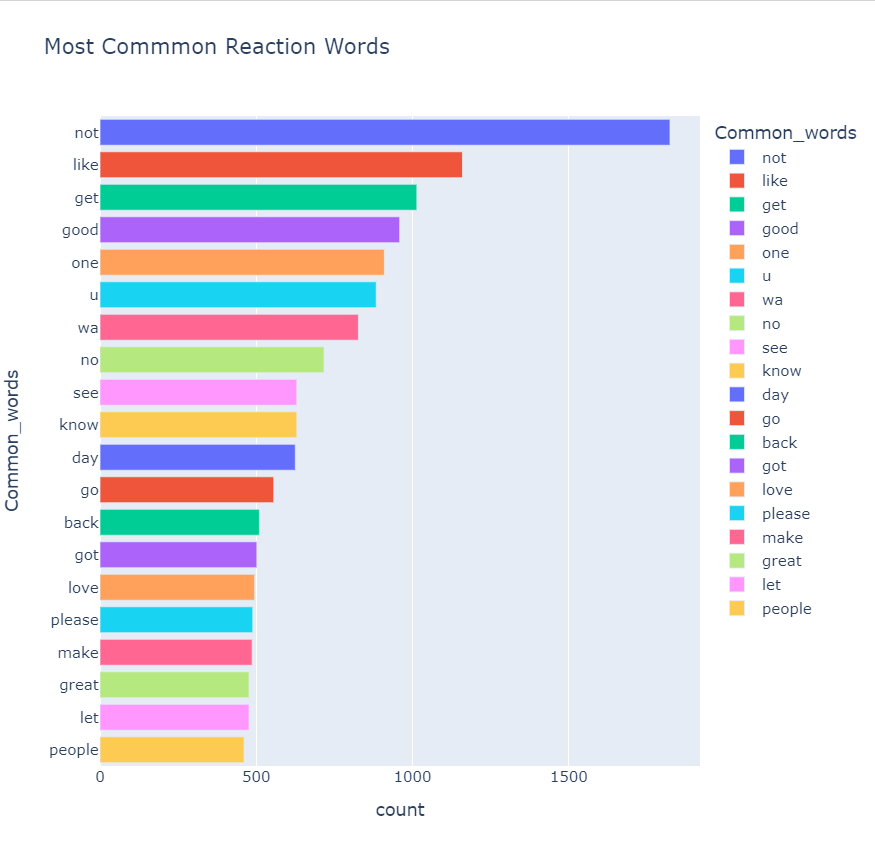 Most Commmon Reaction Words
Common_words
not
like
get
good
one
u
wa
no
see
know
day
go
back
got
love
please
make
great
let
people
0
500
1000
1500
count
Common_words
not
like
get
good
one
u
wa
no
see
know
day
go
back
got
love
please
make
great
let
people